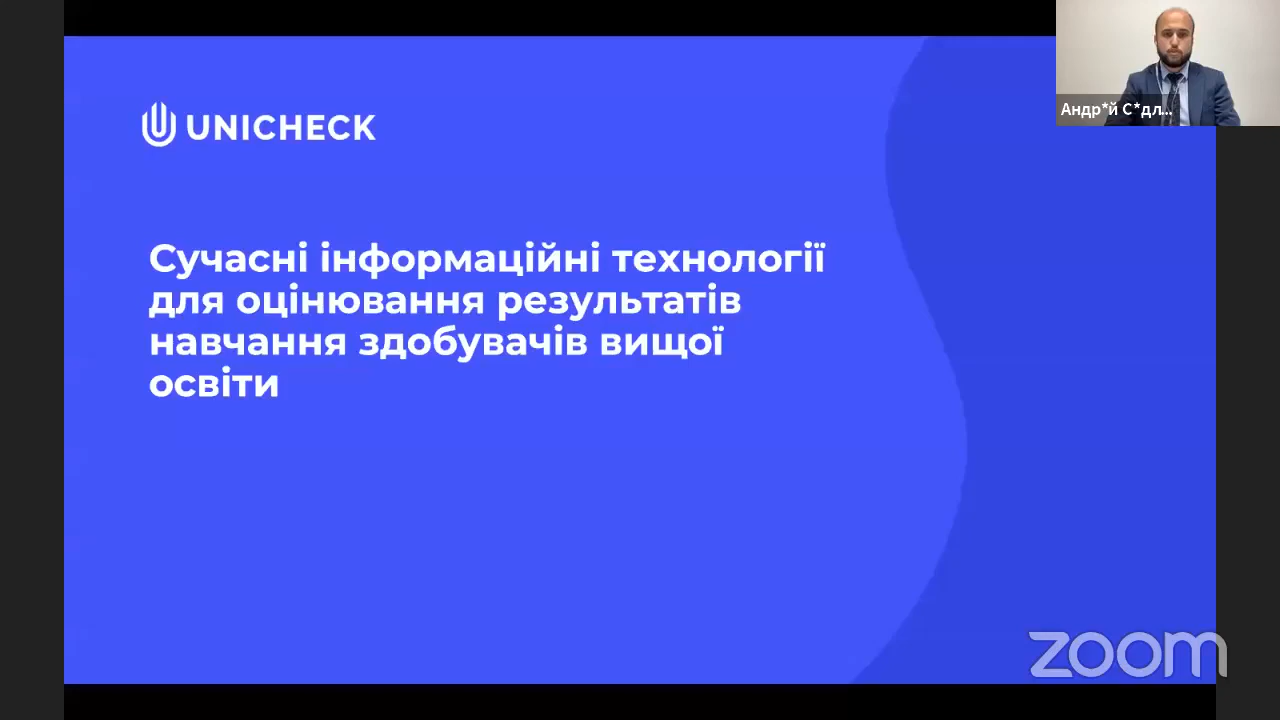 UNICHECK
Андр*й С*дл...
Сучасні інформаційні технології
для оцінювання результатів
навчання здобувачів вищої
освіти
zoom